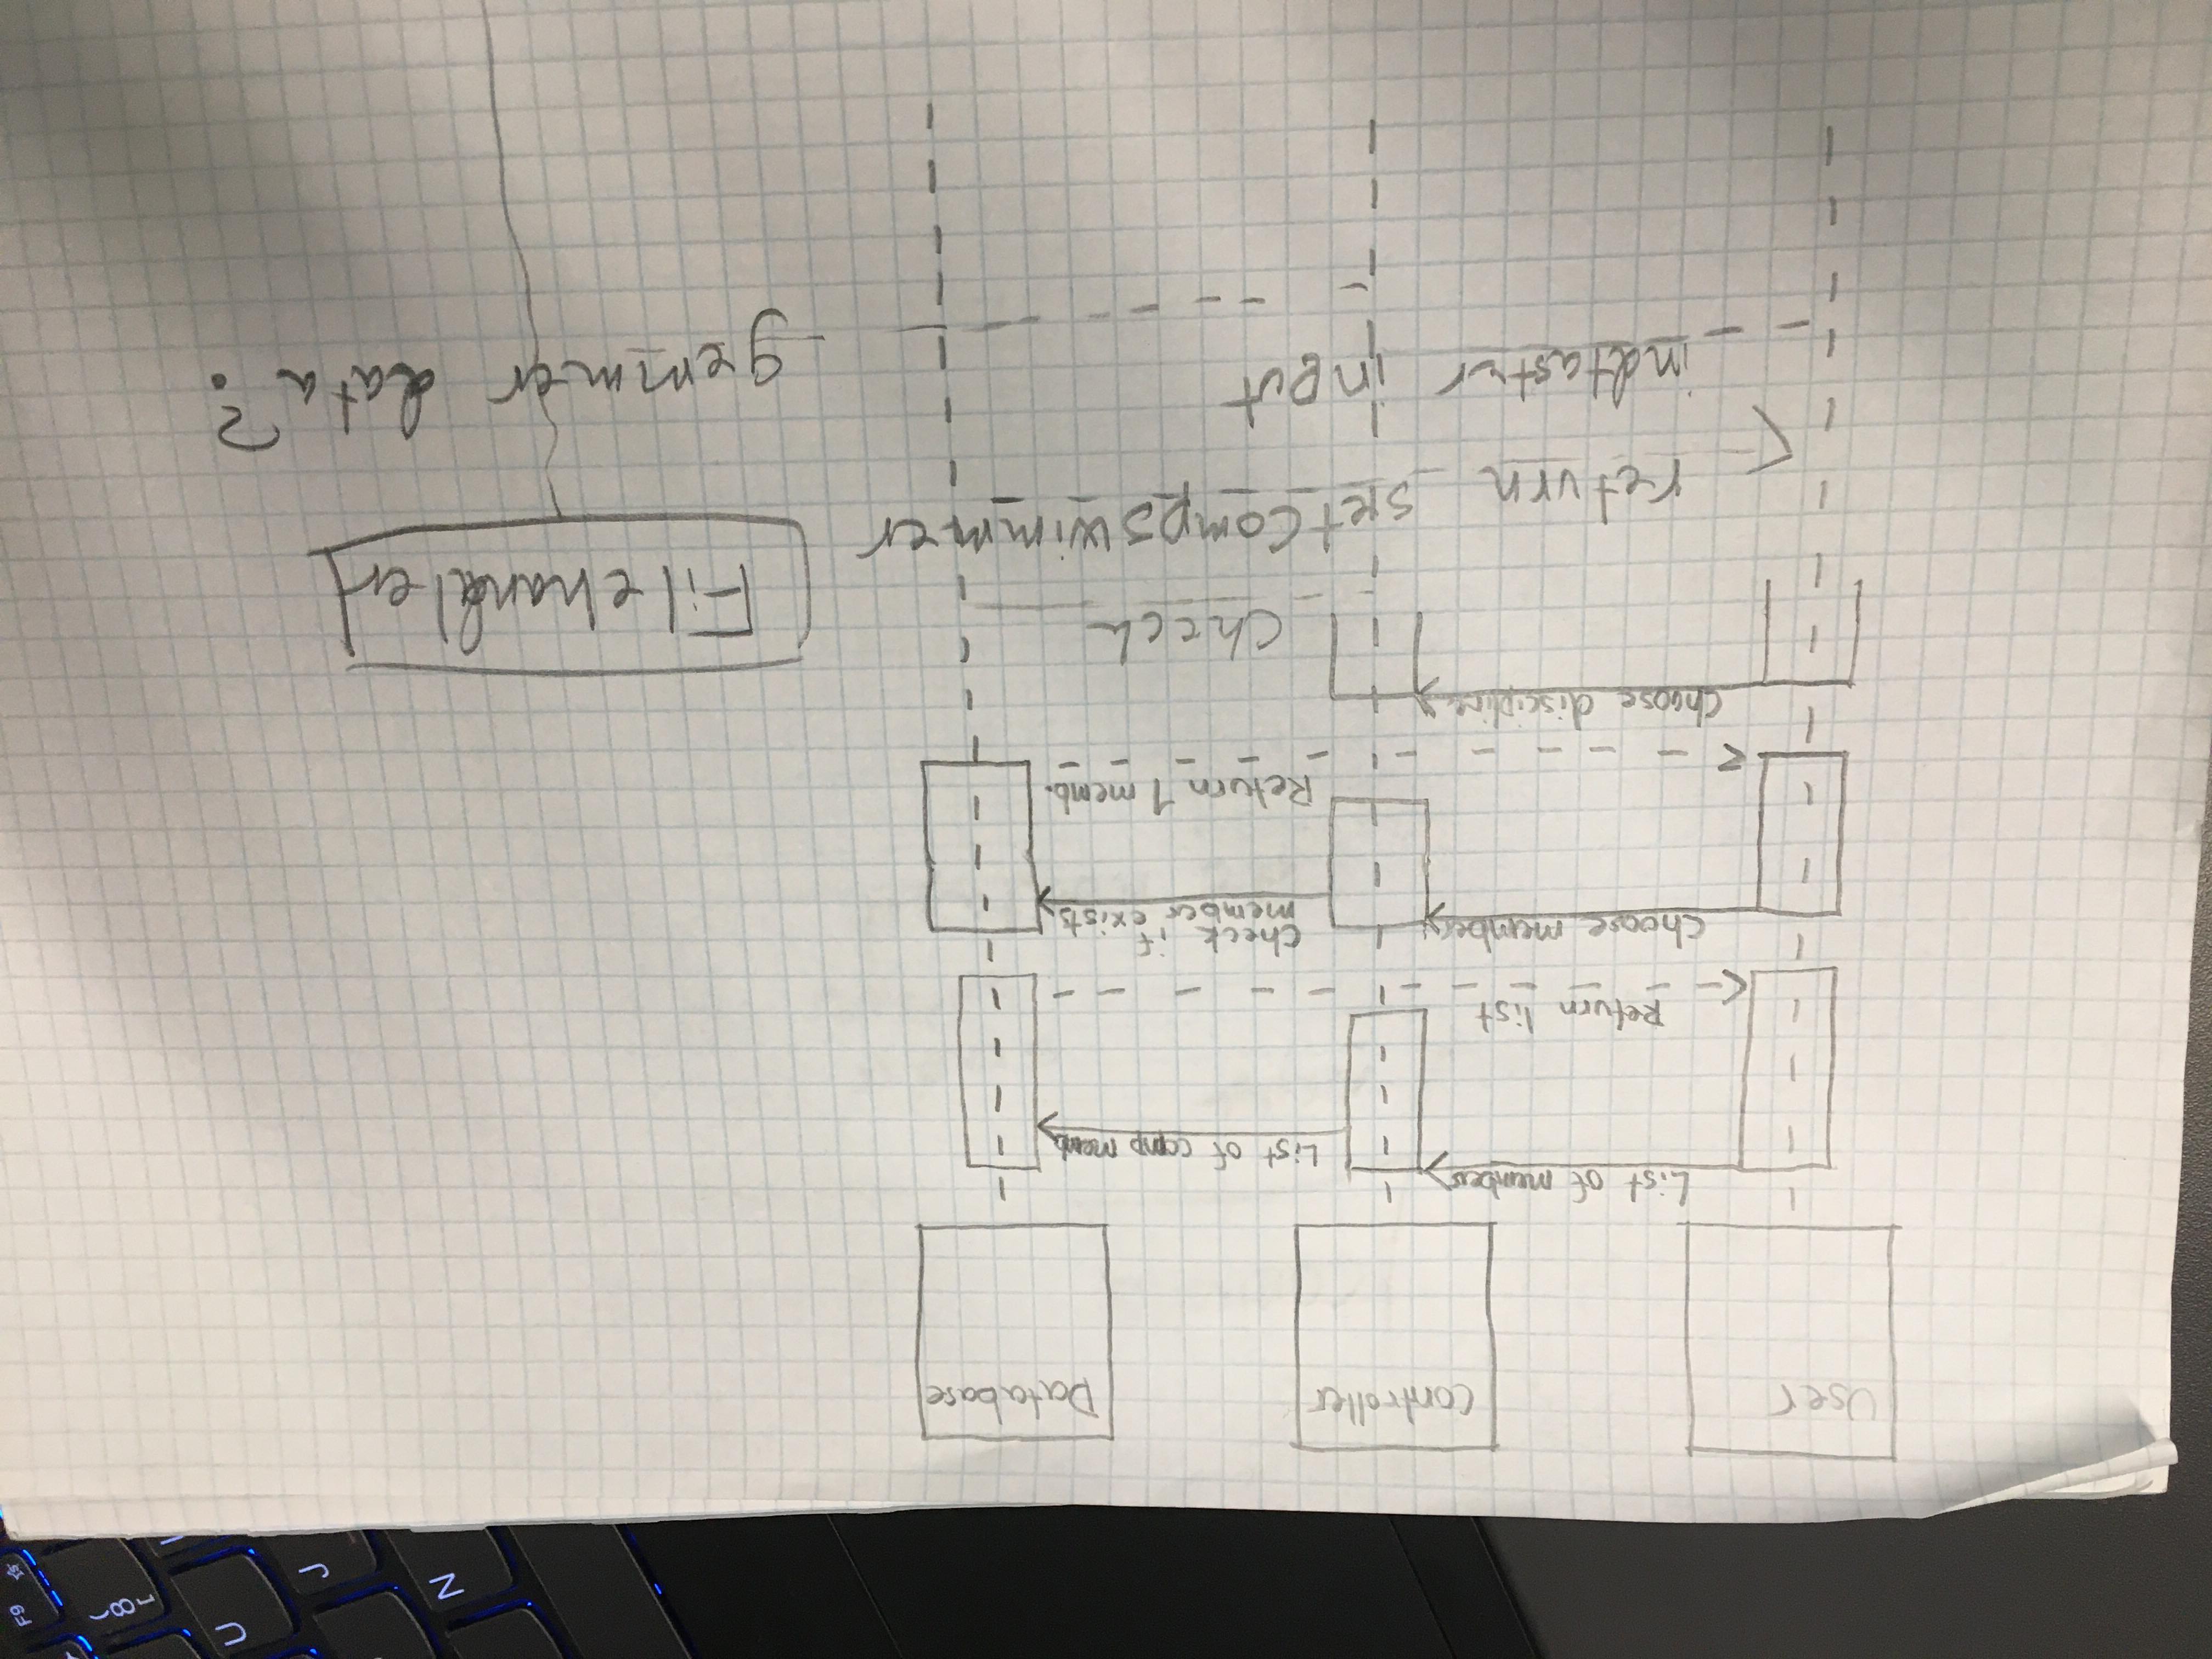 User
Controller
Database
List of members
List of comp memb
Return list
Choose member
Check if
member exists
Return 1 memb.
Choose discipline
Check
Filehandler
return setCompswimmer
indtaster input
gemmer data?
N
J
U
8
F9